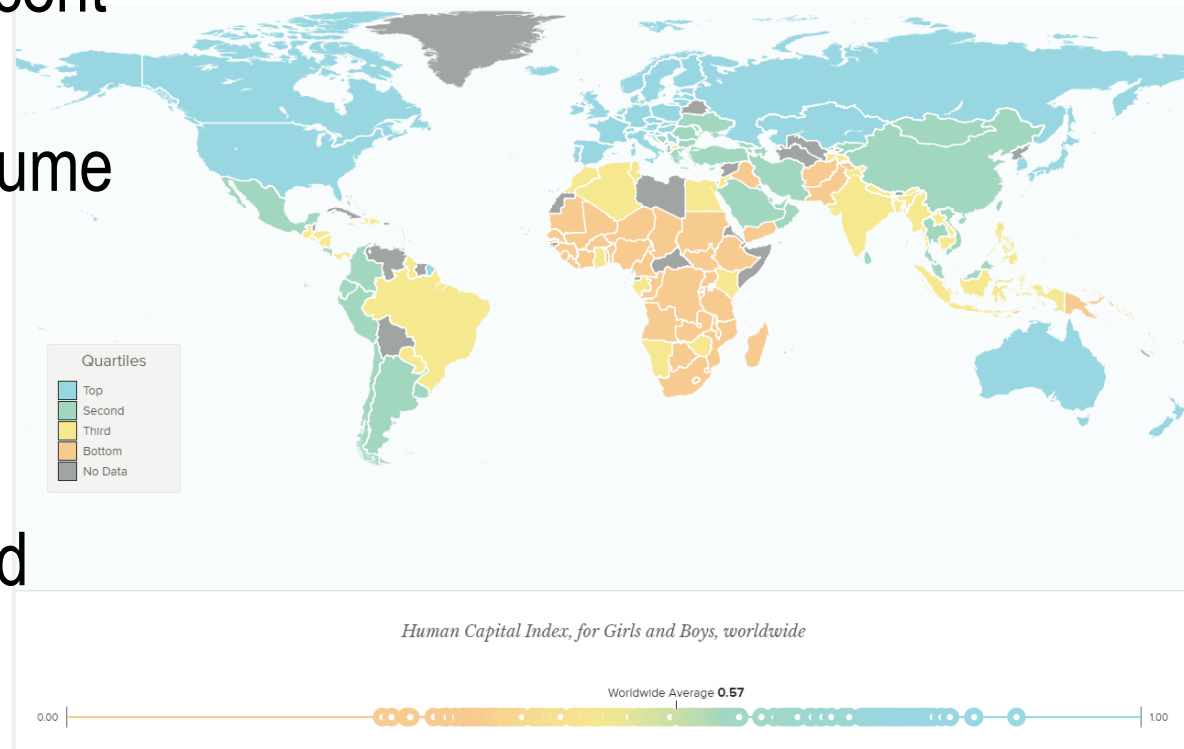 ume
d
Quartiles
Top
Second
Third
Bottom
No Data
Human Capital Index, for Girls and Boys, worldwide
Worldwide Average 0.57
0.00
1.00